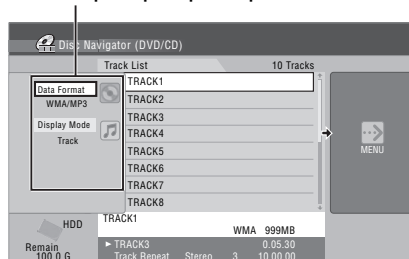 Disc Navigator (DVD/CD)
Track List 10 Tracks
Data Format
WMA/MP3
Display Mode
Track
TRACK1
TRACK2
TRACK3
TRACK4
TRACK5
TRACK6
TRACK7
TRACK8
MENU
HDD
Remain
100.0 G
TRACK1
WMA 999MB
► TRACK3 0.05.30
Track Repeat Stereo 3 10.00.00